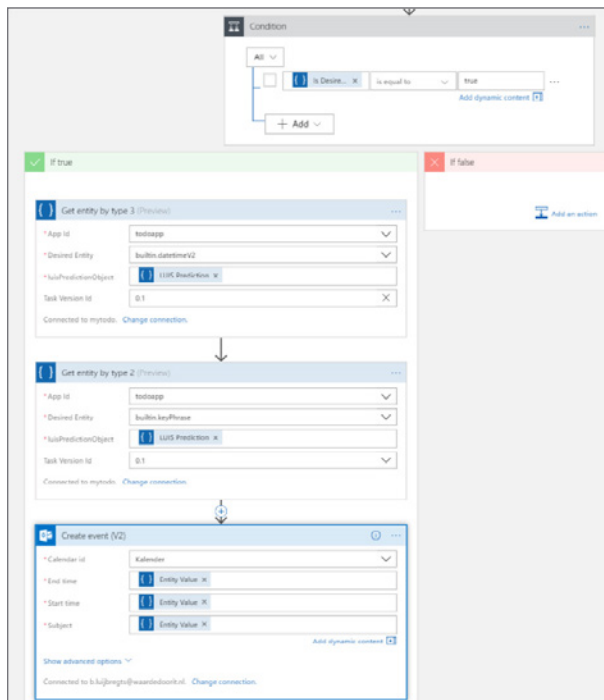 Condition
All
Is Desire... × is equal to true
Add dynamic content
+ Add
If true
If false
Get entity by type 3 (Preview)
Add an action
* App Id todoapp
* Desired Entity builtin.datetimeV2
* luisPredictionObject LUIS Prediction ×
Task Version Id 0.1
Connected to mytodo. Change connection.
Get entity by type 2 (Preview)
* App Id todoapp
* Desired Entity builtin.keyPhrase
* luisPredictionObject LUIS Prediction ×
Task Version Id 0.1
Connected to mytodo. Change connection.
Create event (V2)
* Calendar id Kalender
* End time Entity Value ×
* Start time Entity Value ×
* Subject Entity Value ×
Add dynamic content
Show advanced options
Connected to b.luijbregts@waardedoorit.nl. Change connection.